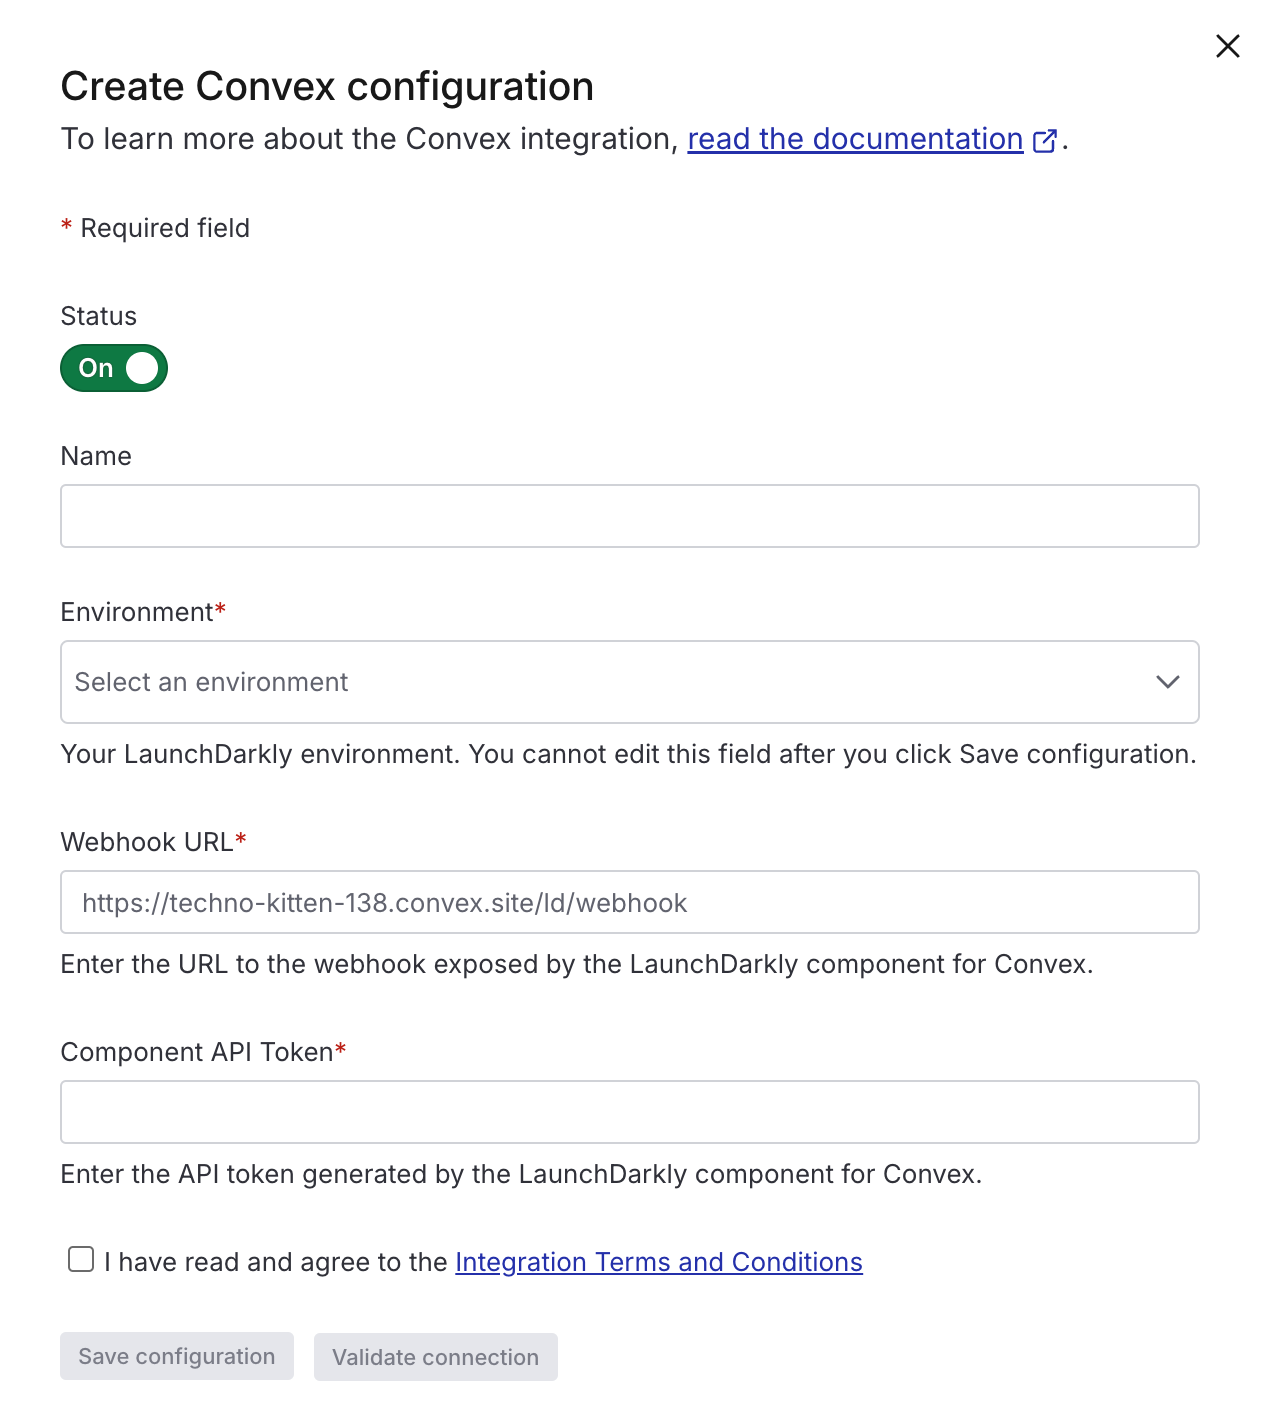 Create Convex configuration
To learn more about the Convex integration, read the documentation.
* Required field
Status
On
Name
Environment*
Select an environment
Your LaunchDarkly environment. You cannot edit this field after you click Save configuration.
Webhook URL*
https://techno-kitten-138.convex.site/ld/webhook
Enter the URL to the webhook exposed by the LaunchDarkly component for Convex.
Component API Token*
Enter the API token generated by the LaunchDarkly component for Convex.
I have read and agree to the Integration Terms and Conditions
Save configuration Validate connection